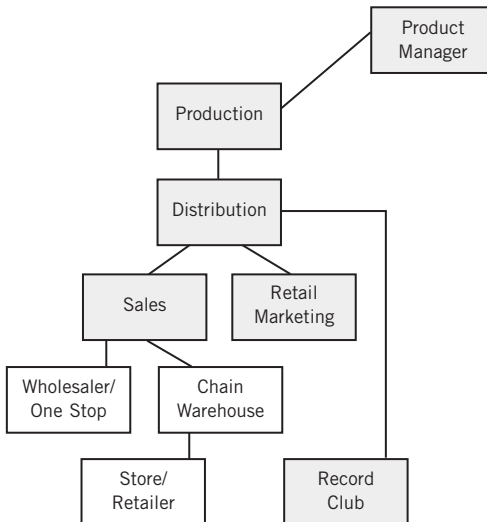 Product
Manager
Production
Distribution
Sales
Retail
Marketing
Wholesaler/
One Stop
Chain
Warehouse
Store/
Retailer
Record
Club